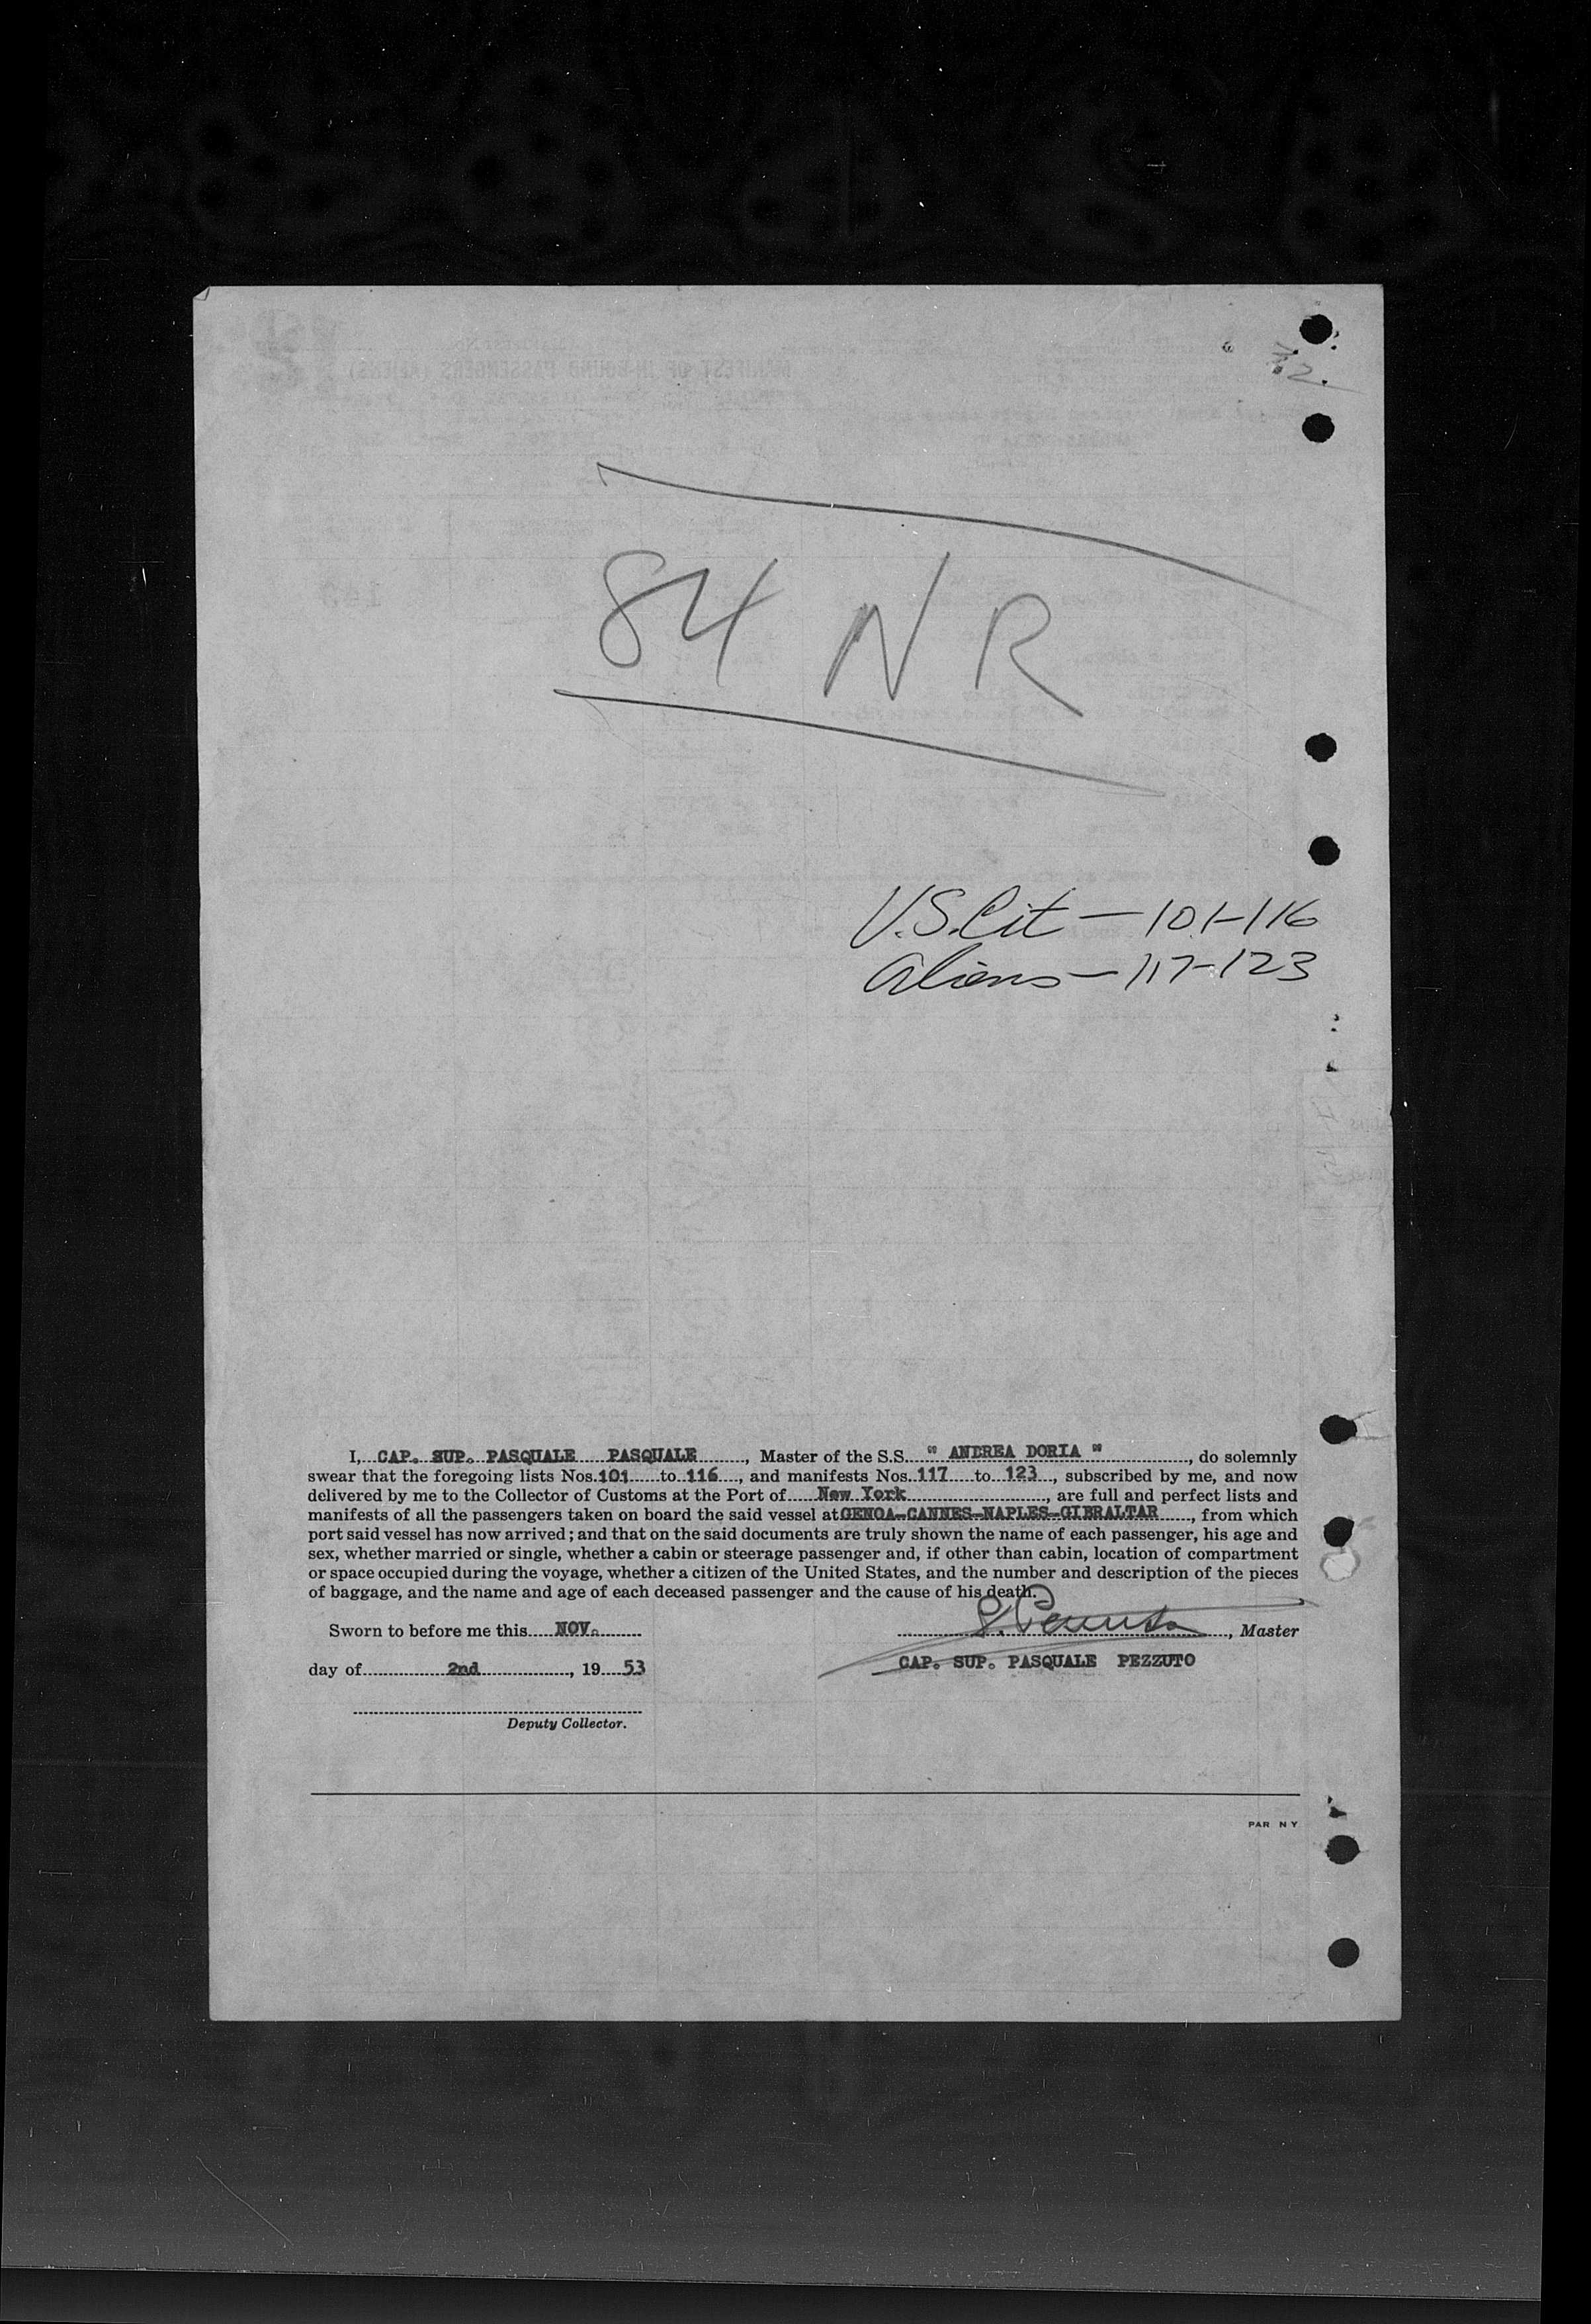 84 NR
U.S. Cit — 101-116
Aliens — 117-123
I, CAP. SUP. PASQUALE PASQUALE, Master of the S.S. " ANDREA DORIA ", do solemnly
swear that the foregoing lists Nos. 101 to 116, and manifests Nos. 117 to 123, subscribed by me, and now
delivered by me to the Collector of Customs at the Port of New York, are full and perfect lists and
manifests of all the passengers taken on board the said vessel at GENOA-CANNES-NAPLES-GIBRALTAR, from which
port said vessel has now arrived; and that on the said documents are truly shown the name of each passenger, his age and
sex, whether married or single, whether a cabin or steerage passenger and, if other than cabin, location of compartment
or space occupied during the voyage, whether a citizen of the United States, and the number and description of the pieces
of baggage, and the name and age of each deceased passenger and the cause of his death.
Sworn to before me this NOV. , Master
day of 2nd, 19 53 CAP. SUP. PASQUALE PEZZUTO
Deputy Collector.
PAR N Y